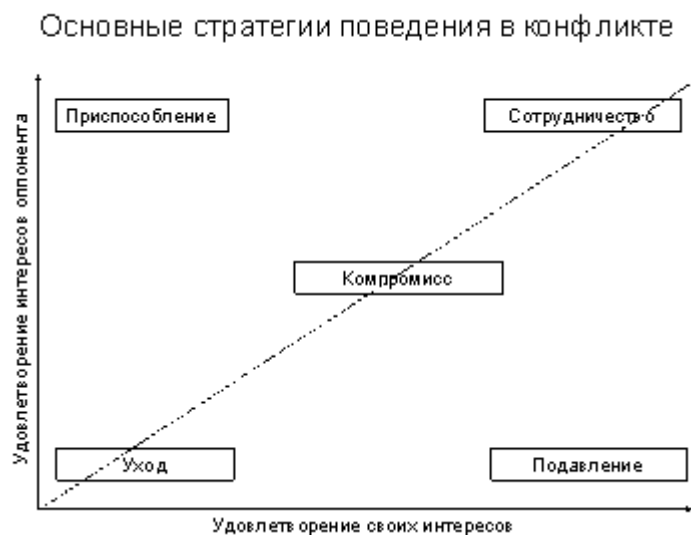 Основные стратегии поведения в конфликте
Приспособление
Сотрудничество
Компромисс
Уход
Подавление
Удовлетворение интересов оппонента
Удовлетворение своих интересов